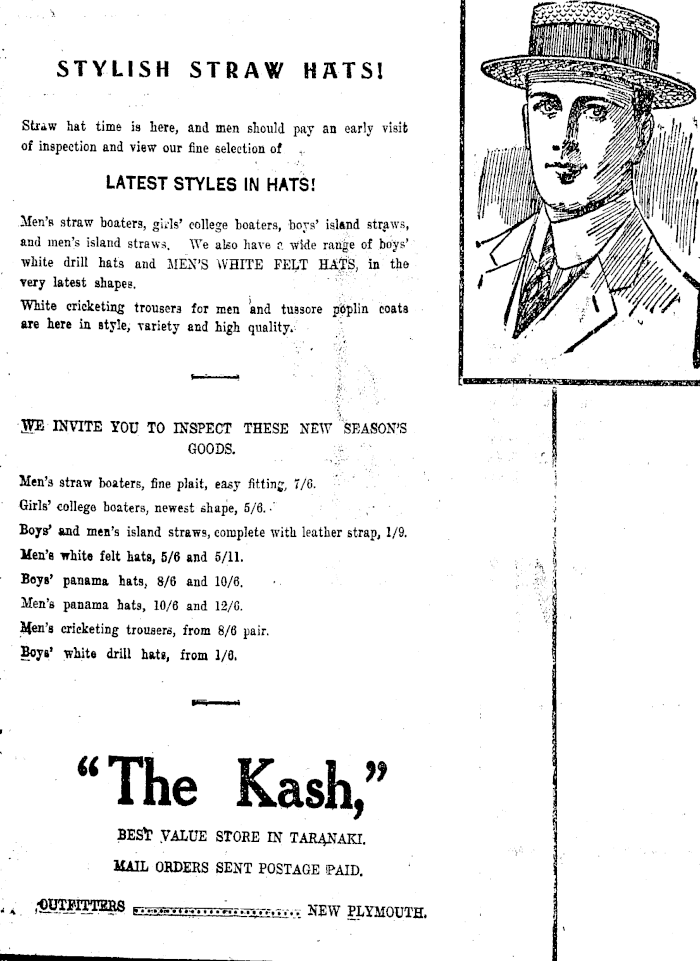 STYLISH STRAW HATS!
Straw hat time is here, and men should pay an early visit
of inspection and view our fine selection of
LATEST STYLES IN HATS!
Men's straw boaters, girls' college boaters, boys' island straws,
and men's island straws. We also have a wide range of boys'
white drill hats and MEN'S WHITE FELT HATS, in the
very latest shapes.
White cricketing trousers for men and tussore poplin coats
are here in style, variety and high quality.
WE INVITE YOU TO INSPECT THESE NEW SEASON'S
GOODS.
Men's straw boaters, fine plait, easy fitting, 7/6.
Girls' college boaters, newest shape, 5/6.
Boys' and men's island straws, complete with leather strap, 1/9.
Men's white felt hats, 5/6 and 5/11.
Boys' panama hats, 8/6 and 10/6.
Men's panama hats, 10/6 and 12/6.
Men's cricketing trousers, from 8/6 pair.
Boys' white drill hats, from 1/6.
"The Kash,"
BEST VALUE STORE IN TARANAKI.
MAIL ORDERS SENT POSTAGE PAID.
OUTFITTERS ........................ NEW PLYMOUTH.